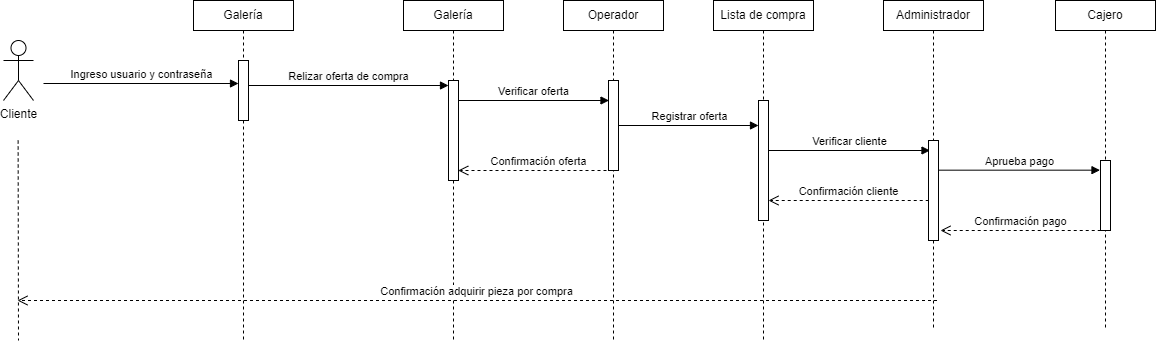 Galería
Galería
Operador
Lista de compra
Administrador
Cajero
Cliente
Ingreso usuario y contraseña
Relizar oferta de compra
Verificar oferta
Registrar oferta
Verificar cliente
Confirmación oferta
Aprueba pago
Confirmación cliente
Confirmación pago
Confirmación adquirir pieza por compra